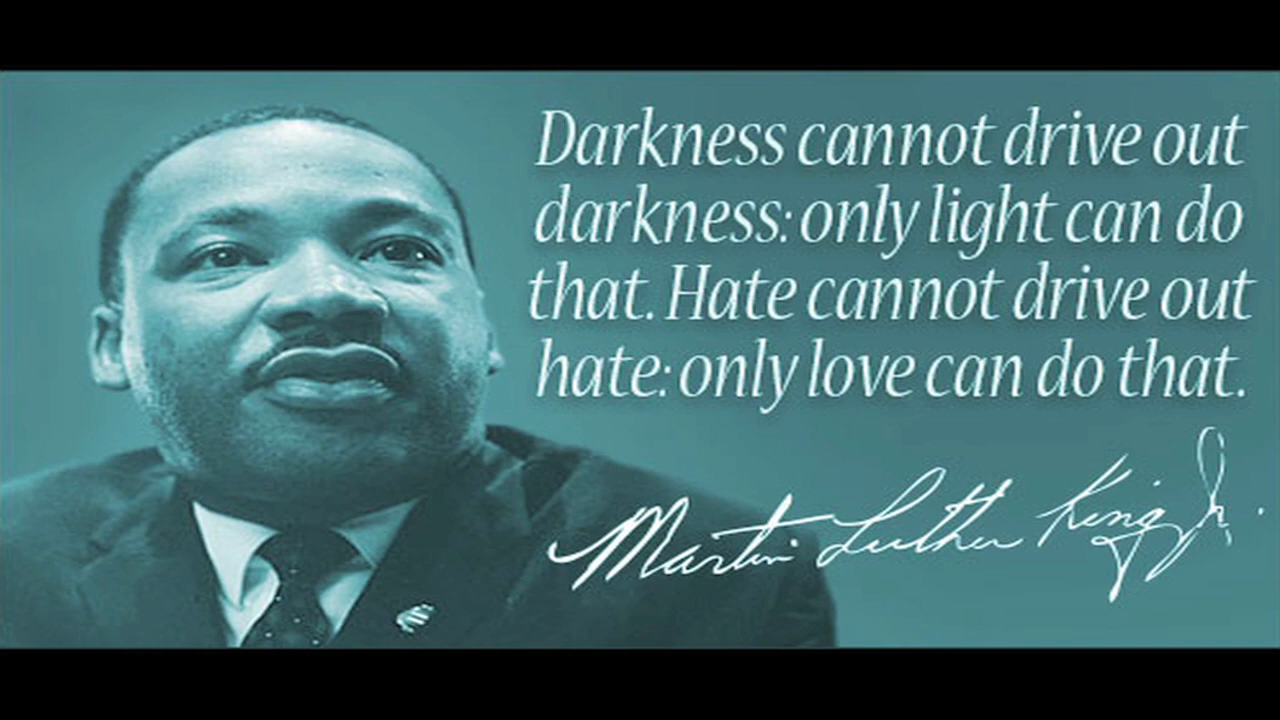 Darkness cannot drive out
darkness: only light can do
that. Hate cannot drive out
hate: only love can do that.
Martin Luther King Jr.